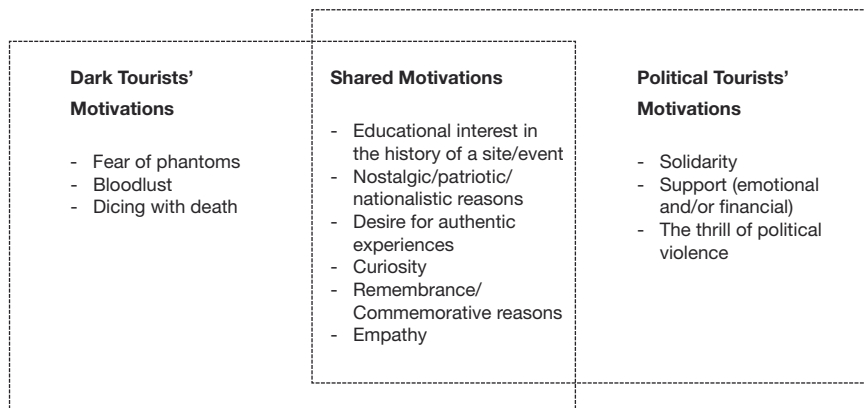 Dark Tourists’
Motivations
- Fear of phantoms
- Bloodlust
- Dicing with death
Shared Motivations
- Educational interest in
the history of a site/event
- Nostalgic/patriotic/
nationalistic reasons
- Desire for authentic
experiences
- Curiosity
- Remembrance/
Commemorative reasons
- Empathy
Political Tourists’
Motivations
- Solidarity
- Support (emotional
and/or financial)
- The thrill of political
violence